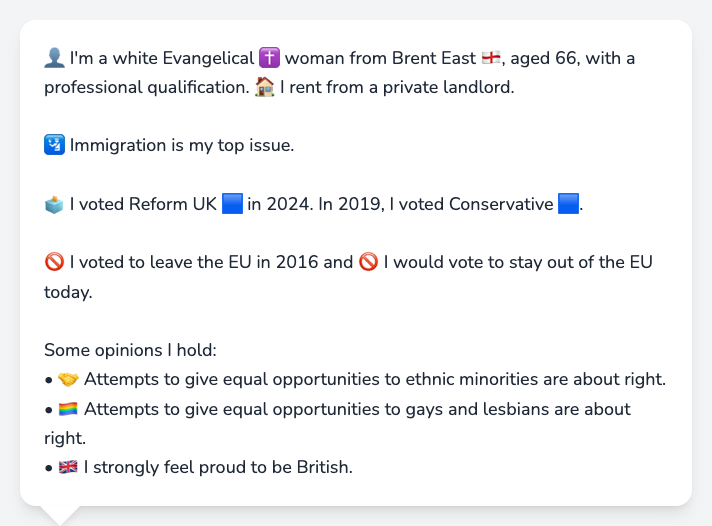 👤 I'm a white Evangelical ✝️ woman from Brent East 🏴󠁧󠁢󠁥󠁮󠁧󠁿, aged 66, with a
professional qualification. 🏠 I rent from a private landlord.
🛂 Immigration is my top issue.
🗳️ I voted Reform UK 🟦 in 2024. In 2019, I voted Conservative 🟦.
🚫 I voted to leave the EU in 2016 and 🚫 I would vote to stay out of the EU
today.
Some opinions I hold:
• 🤝 Attempts to give equal opportunities to ethnic minorities are about right.
• 🏳️‍🌈 Attempts to give equal opportunities to gays and lesbians are about
right.
• 🇬🇧 I strongly feel proud to be British.